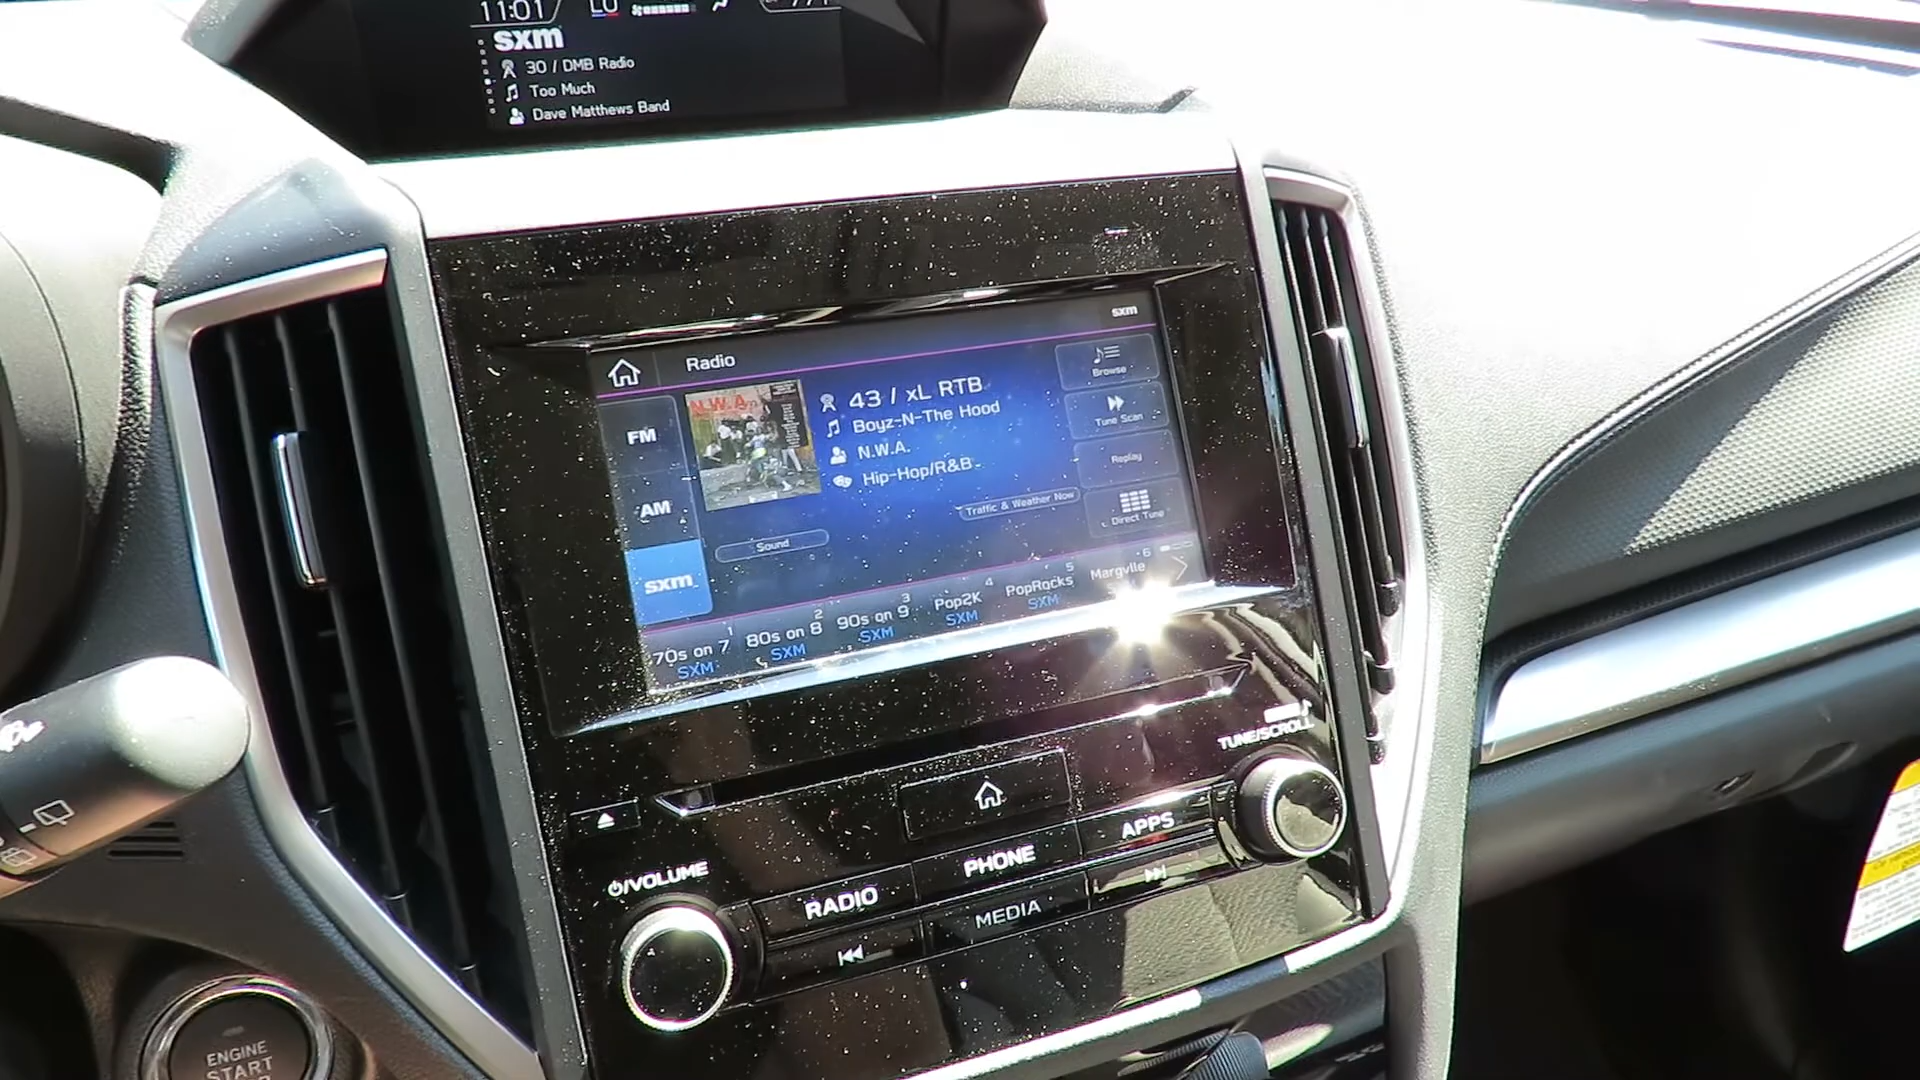 11:01
LO
sxm
30 / DMB Radio
Too Much
Dave Matthews Band
sxm
Radio
Browse
FM
N.W.A.
43 / xL RTB
Boyz-N-The Hood
Tune Scan
N.W.A.
Replay
AM
Hip-Hop/R&B
Traffic & Weather Now
Direct Tune
Sound
sxm
1
70s on 7
SXM
2
80s on 8
SXM
3
90s on 9
SXM
4
Pop2K
SXM
5
PopRocks
SXM
6
Margvlle
TUNE/SCROLL
APPS
PHONE
/VOLUME
RADIO
MEDIA
ENGINE
START